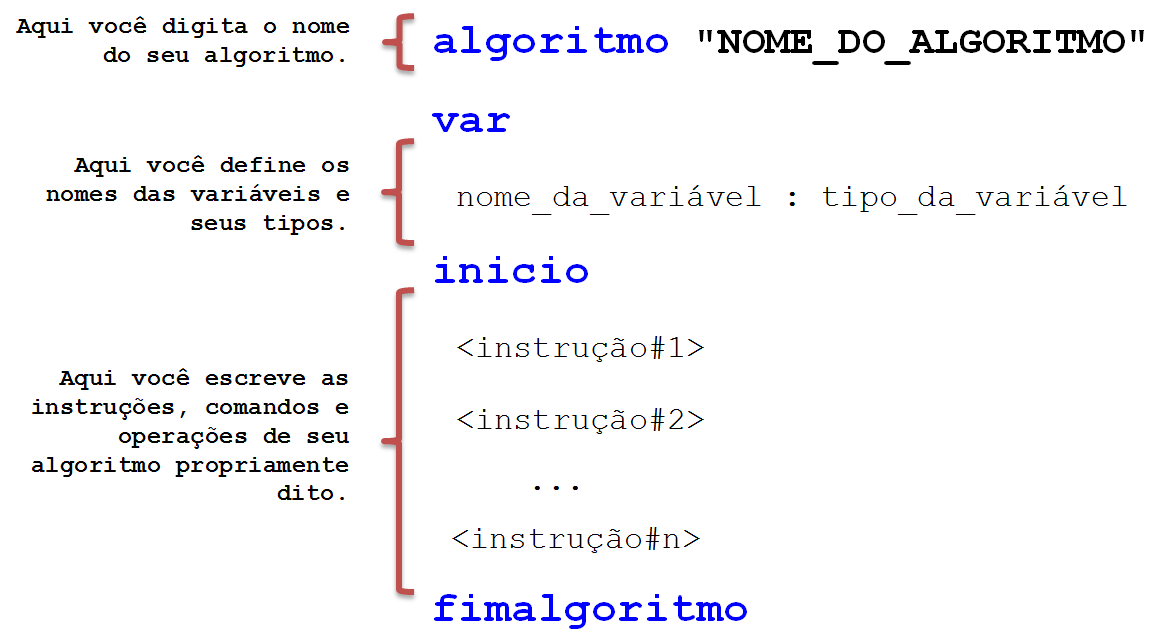 Aqui você digita o nome
do seu algoritmo.
algoritmo "NOME_DO_ALGORITMO"
var
Aqui você define os
nomes das variáveis e
seus tipos.
nome_da_variável : tipo_da_variável
inicio
Aqui você escreve as
instruções, comandos e
operações de seu
algoritmo propriamente
dito.
<instrução#1>
<instrução#2>
...
<instrução#n>
fimalgoritmo